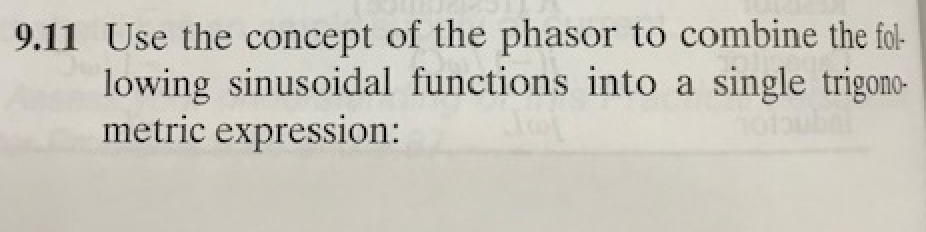 9.11 Use the concept of the phasor to combine the fol-
lowing sinusoidal functions into a single trigono-
metric expression: